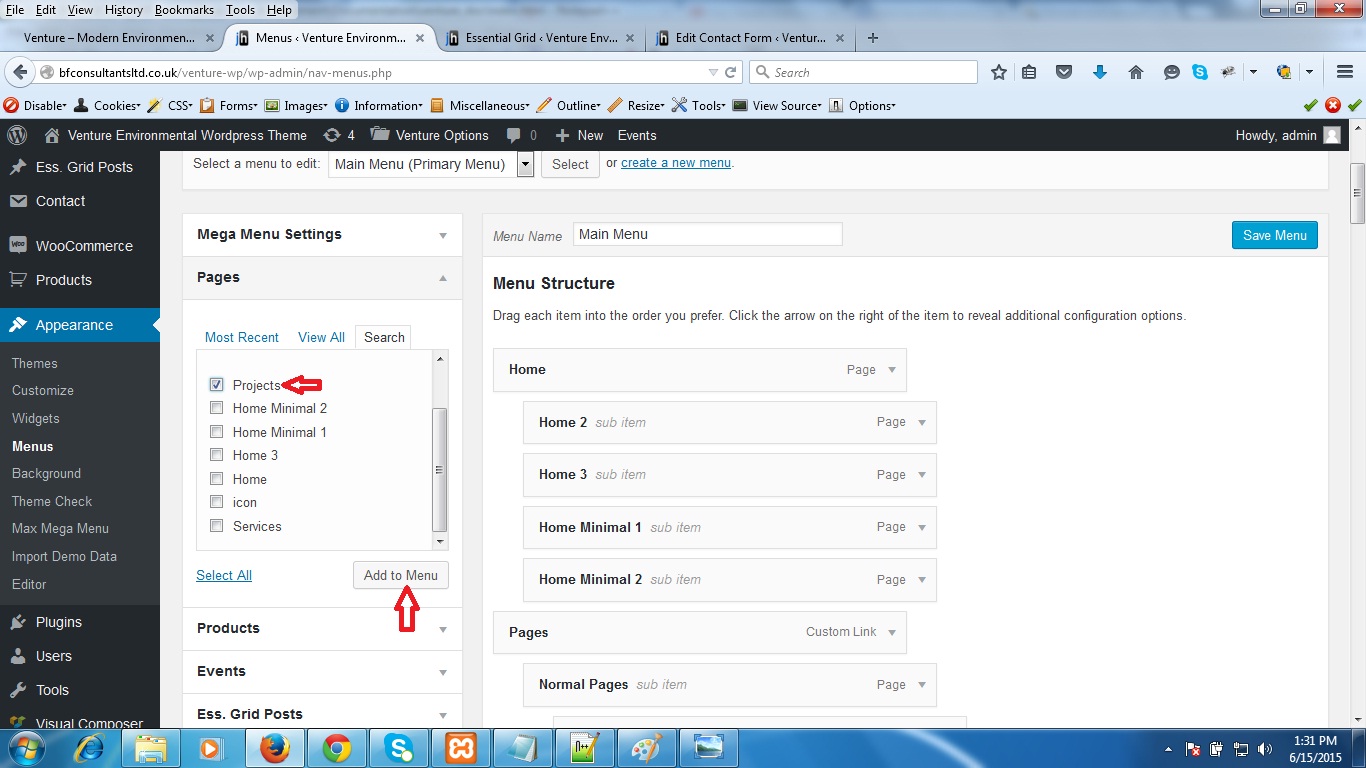 File Edit View History Bookmarks Tools Help
Venture – Modern Environmen... Menus ‹ Venture Environm... Essential Grid ‹ Venture Env... Edit Contact Form ‹ Ventur...
bfconsultantsltd.co.uk/venture-wp/wp-admin/nav-menus.php Search
Disable Cookies CSS Forms Images Information Miscellaneous Outline Resize Tools View Source Options
Venture Environmental Wordpress Theme 4 Venture Options 0 New Events Howdy, admin
Ess. Grid Posts
Contact
WooCommerce
Products
Appearance
Themes
Customize
Widgets
Menus
Background
Theme Check
Max Mega Menu
Import Demo Data
Editor
Plugins
Users
Tools
Visual Composer
Select a menu to edit: Main Menu (Primary Menu) Select or create a new menu.
Mega Menu Settings
Pages
Most Recent View All Search
Projects
Home Minimal 2
Home Minimal 1
Home 3
Home
icon
Services
Select All Add to Menu
Products
Events
Ess. Grid Posts
Menu Name Main Menu Save Menu
Menu Structure
Drag each item into the order you prefer. Click the arrow on the right of the item to reveal additional configuration options.
Home Page
Home 2 sub item Page
Home 3 sub item Page
Home Minimal 1 sub item Page
Home Minimal 2 sub item Page
Pages Custom Link
Normal Pages sub item Page
1:31 PM
6/15/2015